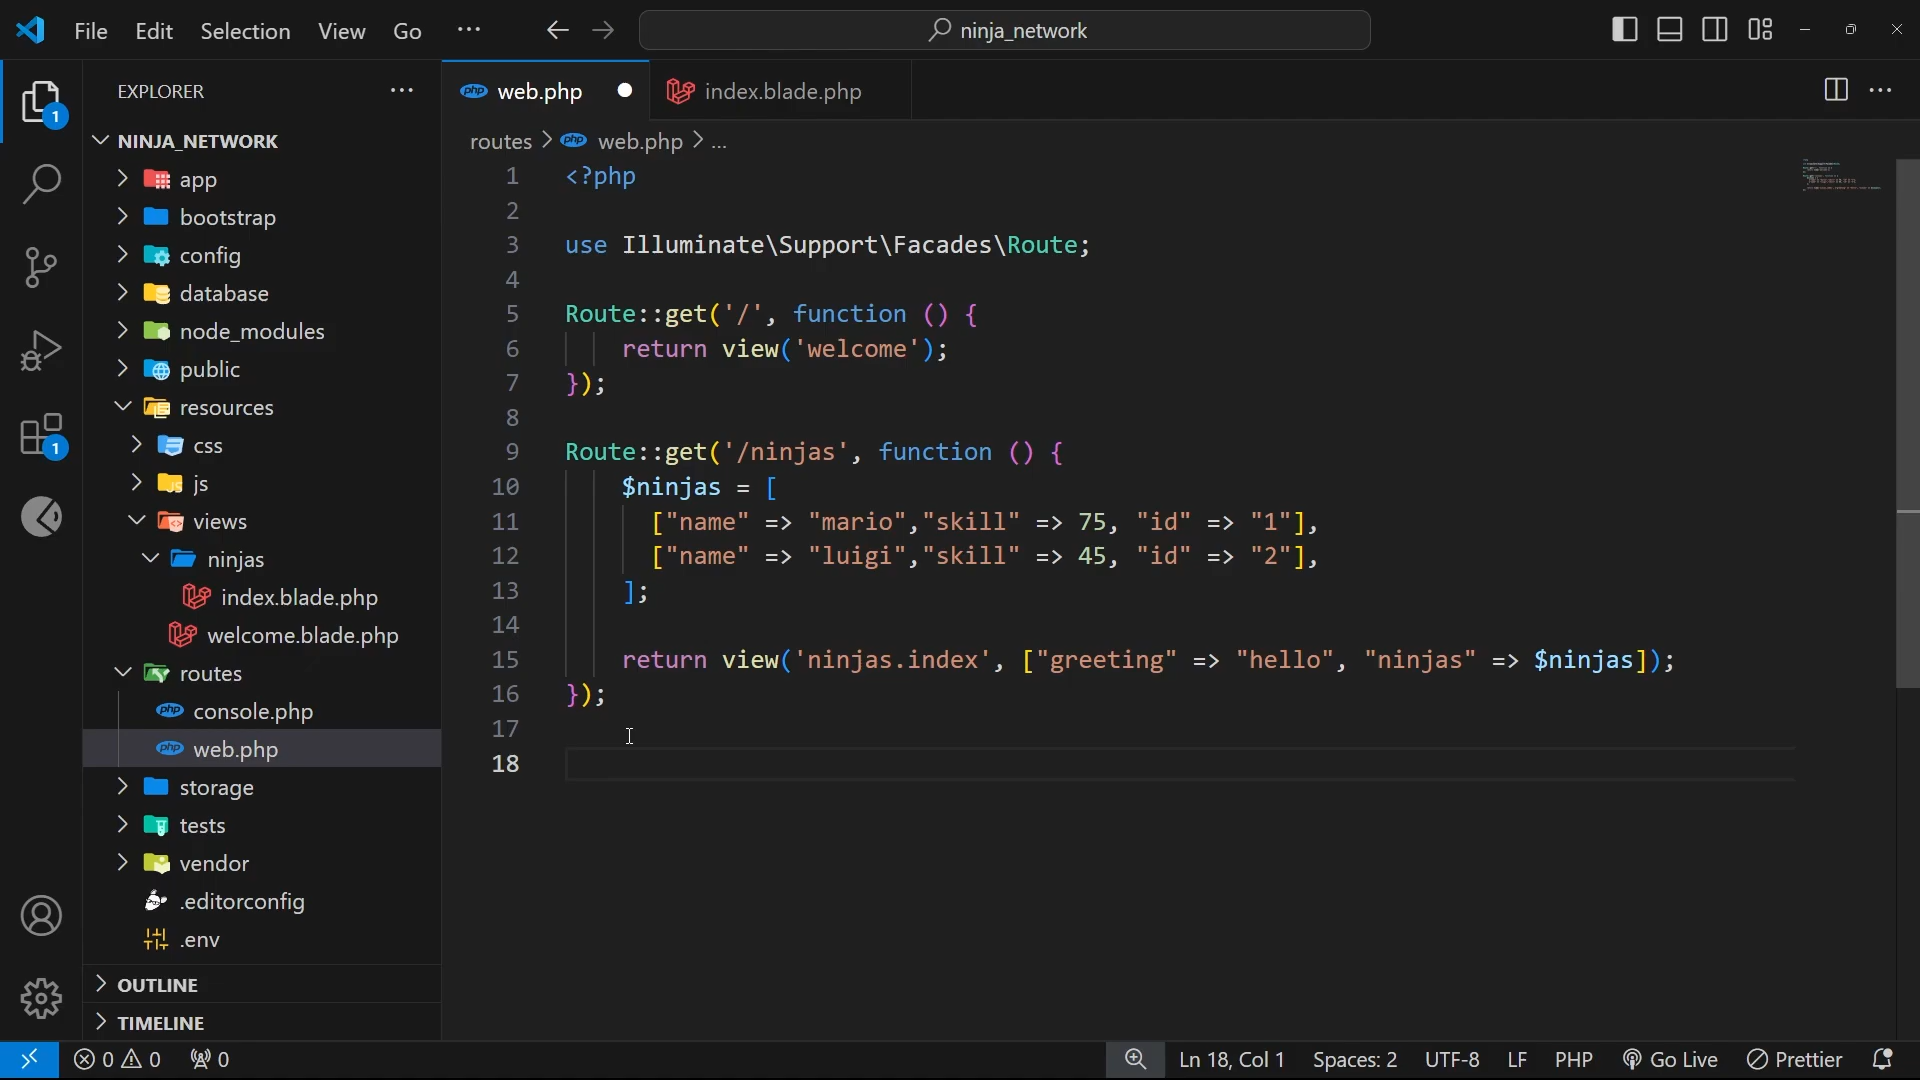 File Edit Selection View Go ··· ninja_network
EXPLORER
NINJA_NETWORK
app
bootstrap
config
database
node_modules
public
resources
css
js
views
ninjas
index.blade.php
welcome.blade.php
routes
console.php
web.php
storage
tests
vendor
.editorconfig
.env
OUTLINE
TIMELINE
1
1
php web.php index.blade.php
routes > php web.php > ...
1 <?php
2
3 use Illuminate\Support\Facades\Route;
4
5 Route::get('/', function () {
6 return view('welcome');
7 });
8
9 Route::get('/ninjas', function () {
10 $ninjas = [
11 ["name" => "mario","skill" => 75, "id" => "1"],
12 ["name" => "luigi","skill" => 45, "id" => "2"],
13 ];
14
15 return view('ninjas.index', ["greeting" => "hello", "ninjas" => $ninjas]);
16 });
17
18
0 0 0 Ln 18, Col 1 Spaces: 2 UTF-8 LF PHP Go Live Prettier